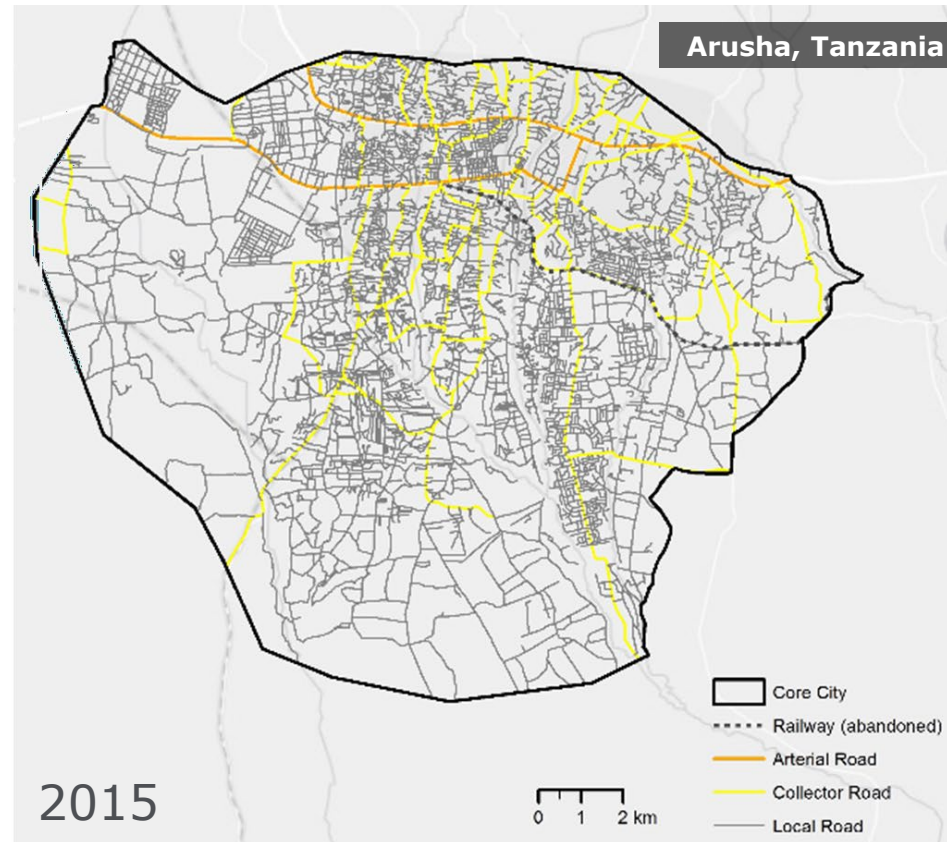 Arusha, Tanzania
Core City
Railway (abandoned)
Arterial Road
Collector Road
Local Road
2015
0 1 2 km